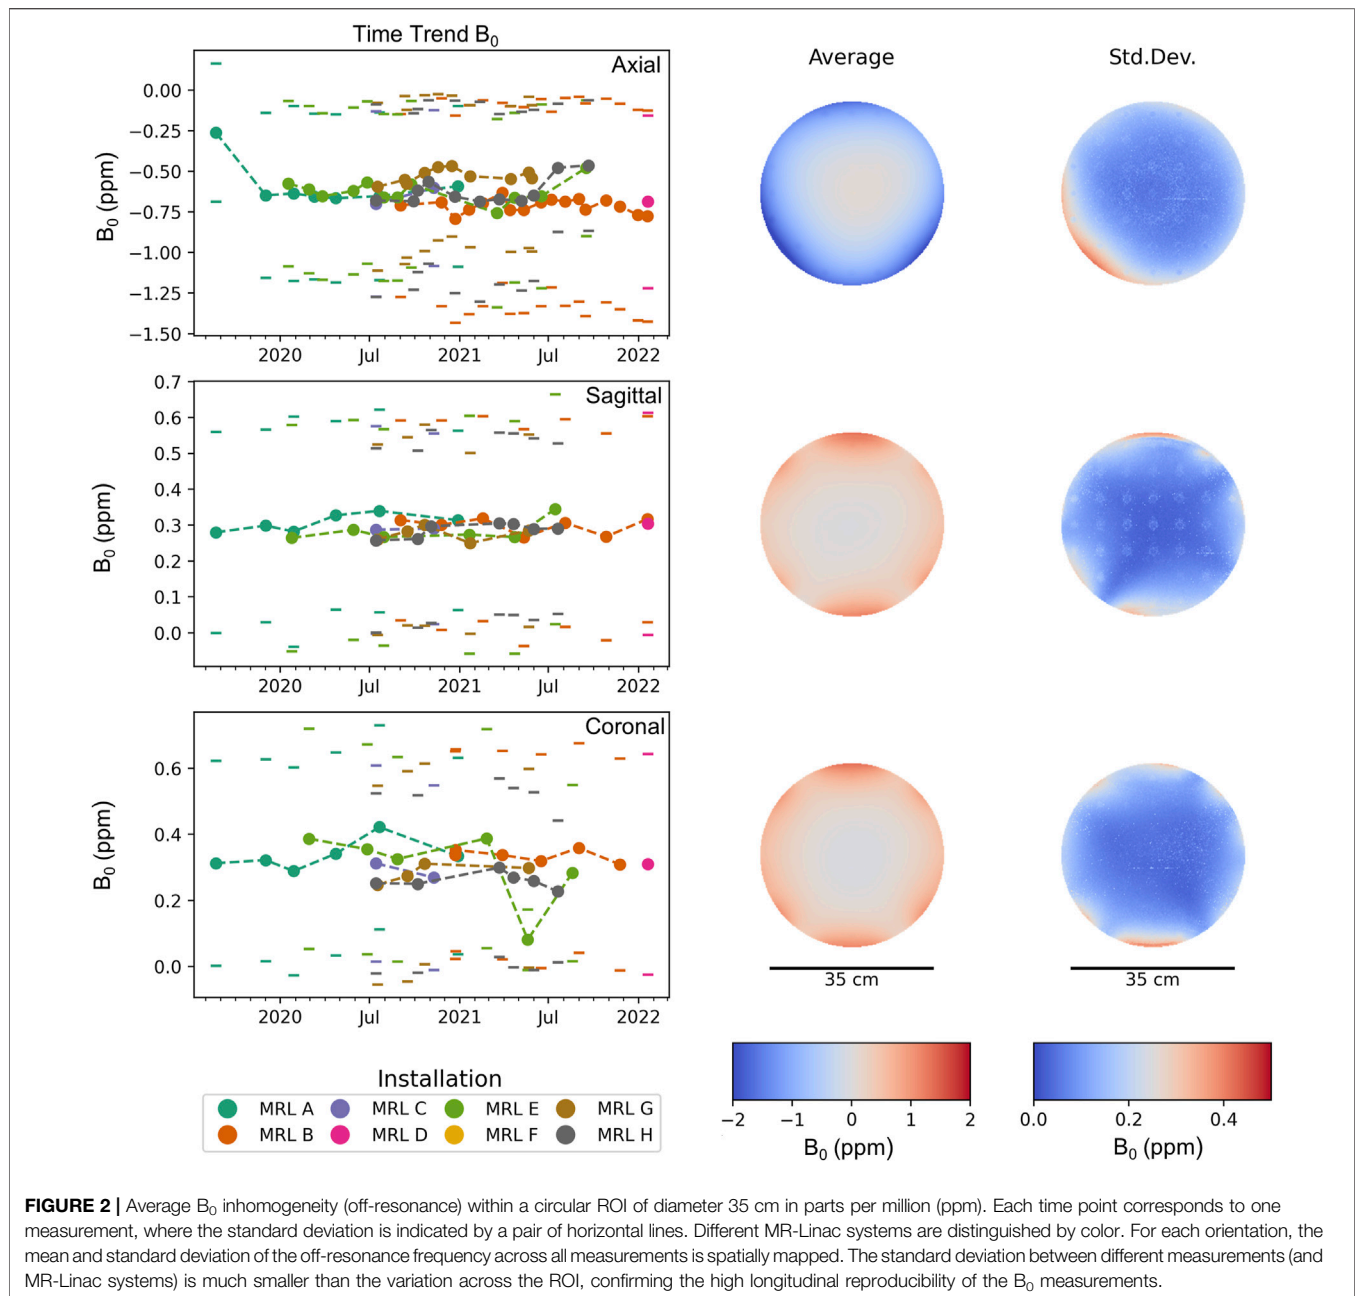 Time Trend B0
Axial
0.00
−0.25
−0.50
−0.75
−1.00
−1.25
−1.50
B0 (ppm)
2020 Jul 2021 Jul 2022
Average
Std.Dev.
Sagittal
0.7
0.6
0.5
0.4
0.3
0.2
0.1
0.0
B0 (ppm)
2020 Jul 2021 Jul 2022
Coronal
0.6
0.4
0.2
0.0
B0 (ppm)
2020 Jul 2021 Jul 2022
35 cm
35 cm
Installation
MRL A MRL C MRL E MRL G
MRL B MRL D MRL F MRL H
−2 −1 0 1 2
B0 (ppm)
0.0 0.2 0.4
B0 (ppm)
FIGURE 2 | Average B0 inhomogeneity (off-resonance) within a circular ROI of diameter 35 cm in parts per million (ppm). Each time point corresponds to one
measurement, where the standard deviation is indicated by a pair of horizontal lines. Different MR-Linac systems are distinguished by color. For each orientation, the
mean and standard deviation of the off-resonance frequency across all measurements is spatially mapped. The standard deviation between different measurements (and
MR-Linac systems) is much smaller than the variation across the ROI, confirming the high longitudinal reproducibility of the B0 measurements.